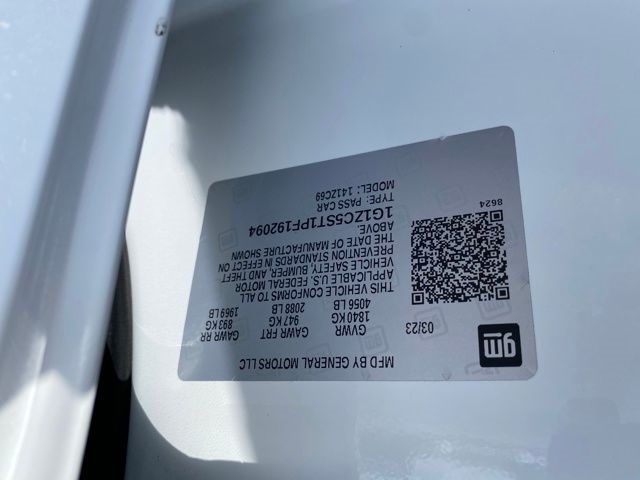 MFD BY GENERAL MOTORS LLC
gm
03/23
GVWR GAWR FRT GAWR RR
1840 KG 947 KG 893 KG
4056 LB 2088 LB 1969 LB
THIS VEHICLE CONFORMS TO ALL
APPLICABLE U.S. FEDERAL MOTOR
VEHICLE SAFETY, BUMPER, AND THEFT
PREVENTION STANDARDS IN EFFECT ON
THE DATE OF MANUFACTURE SHOWN
ABOVE.
1G1ZC5ST1PF192094
TYPE: PASS CAR
MODEL: 141ZC69
8624